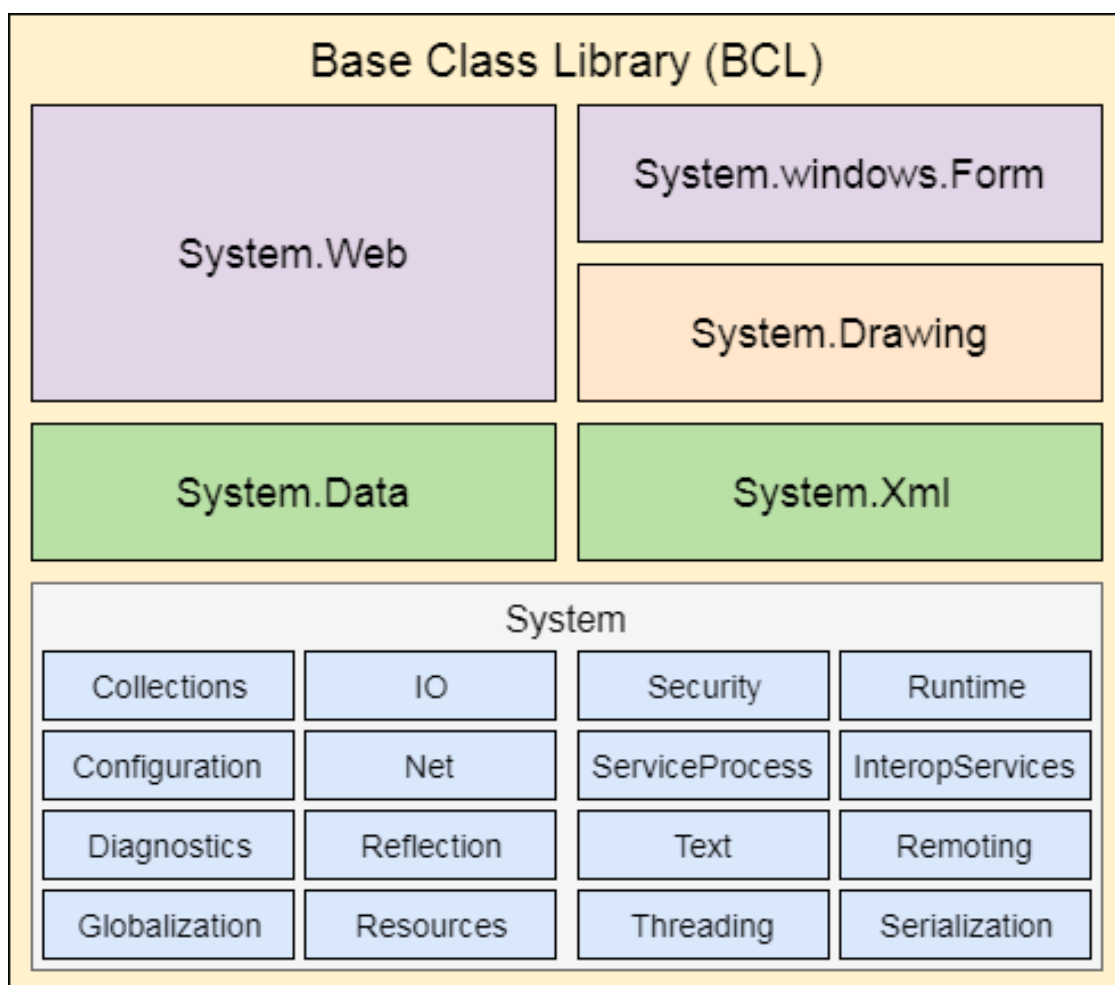 Base Class Library (BCL)
System.Web
System.windows.Form
System.Drawing
System.Data
System.Xml
System
Collections
IO
Security
Runtime
Configuration
Net
ServiceProcess
InteropServices
Diagnostics
Reflection
Text
Remoting
Globalization
Resources
Threading
Serialization